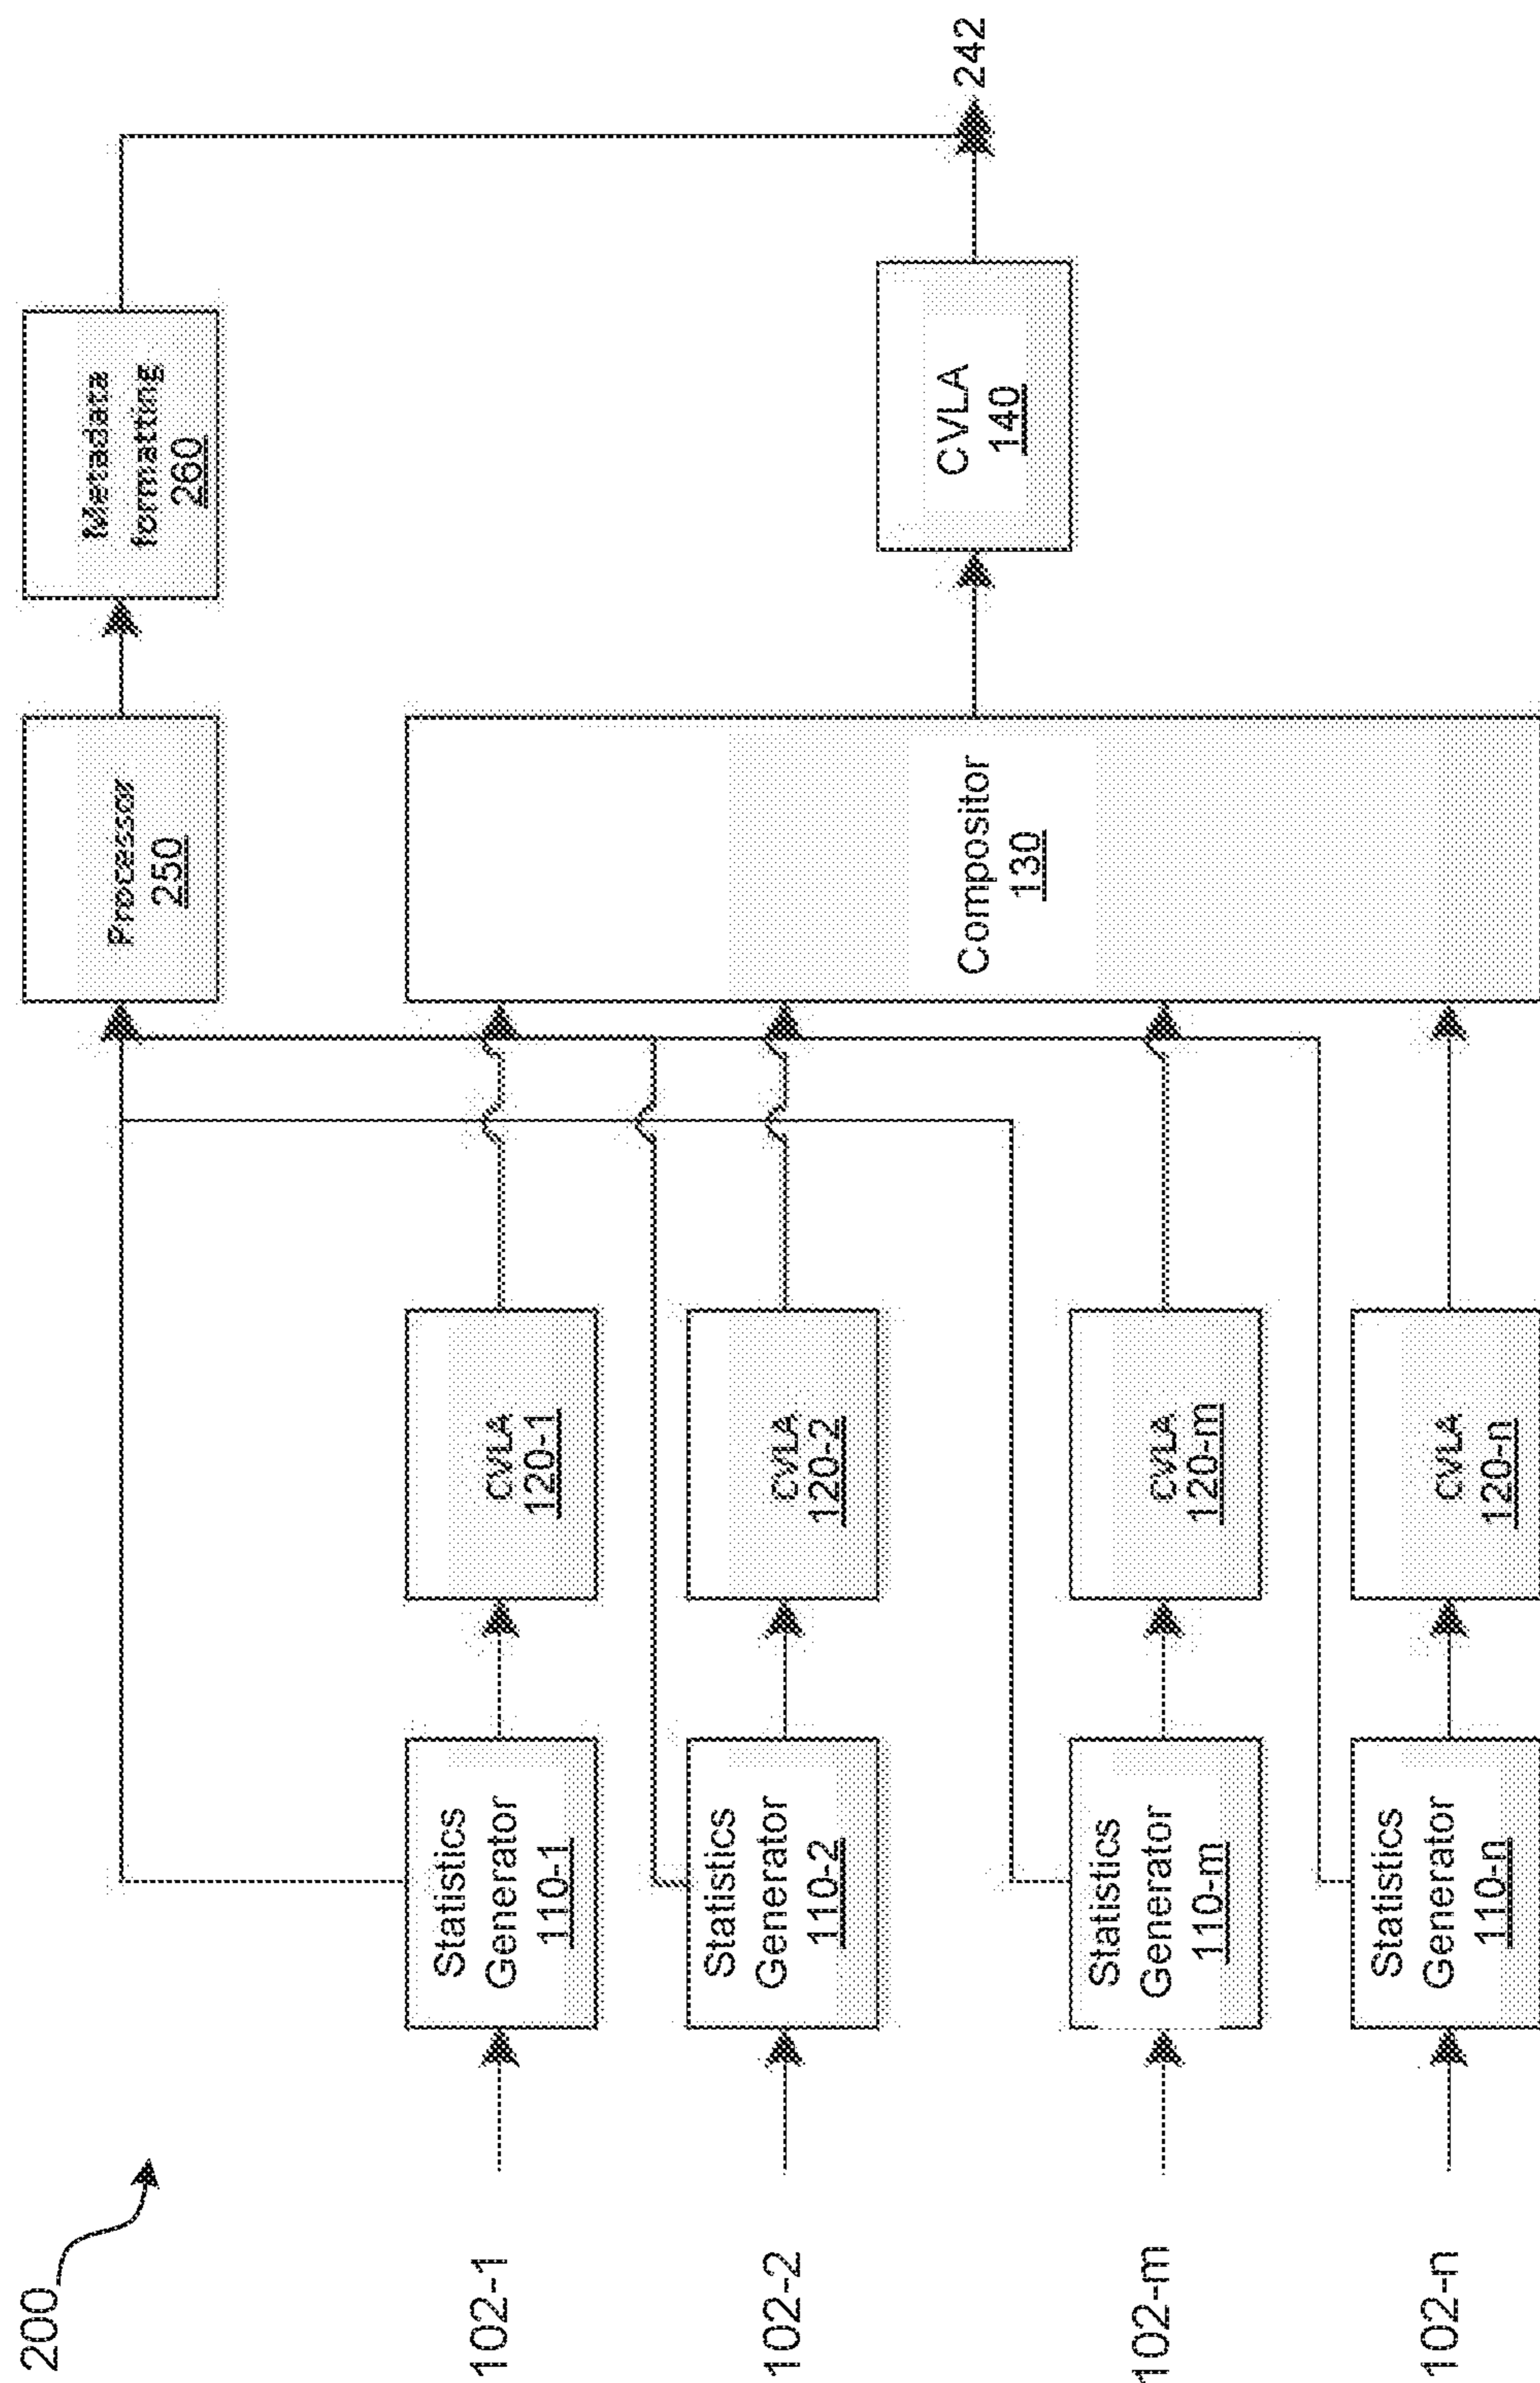 200
Processor
250
Metadata
formatting
260
102-1
Statistics
Generator
110-1
CVLA
120-1
102-2
Statistics
Generator
110-2
CVLA
120-2
Compositor
130
CVLA
140
242
102-m
Statistics
Generator
110-m
CVLA
120-m
102-n
Statistics
Generator
110-n
CVLA
120-n